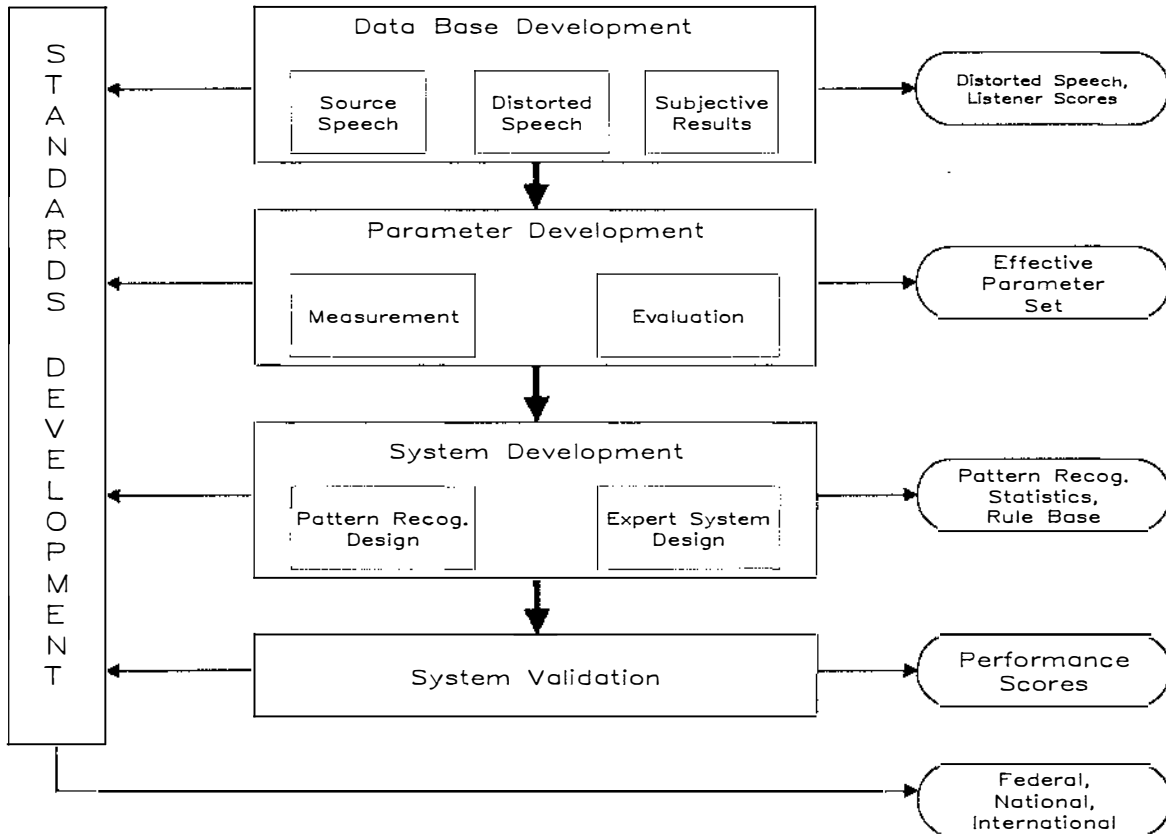 STANDARDS DEVELOPMENT
Data Base Development
Source
Speech
Distorted
Speech
Subjective
Results
Distorted Speech,
Listener Scores
Parameter Development
Measurement
Evaluation
Effective
Parameter
Set
System Development
Pattern Recog.
Design
Expert System
Design
Pattern Recog.
Statistics,
Rule Base
System Validation
Performance
Scores
Federal,
National,
International